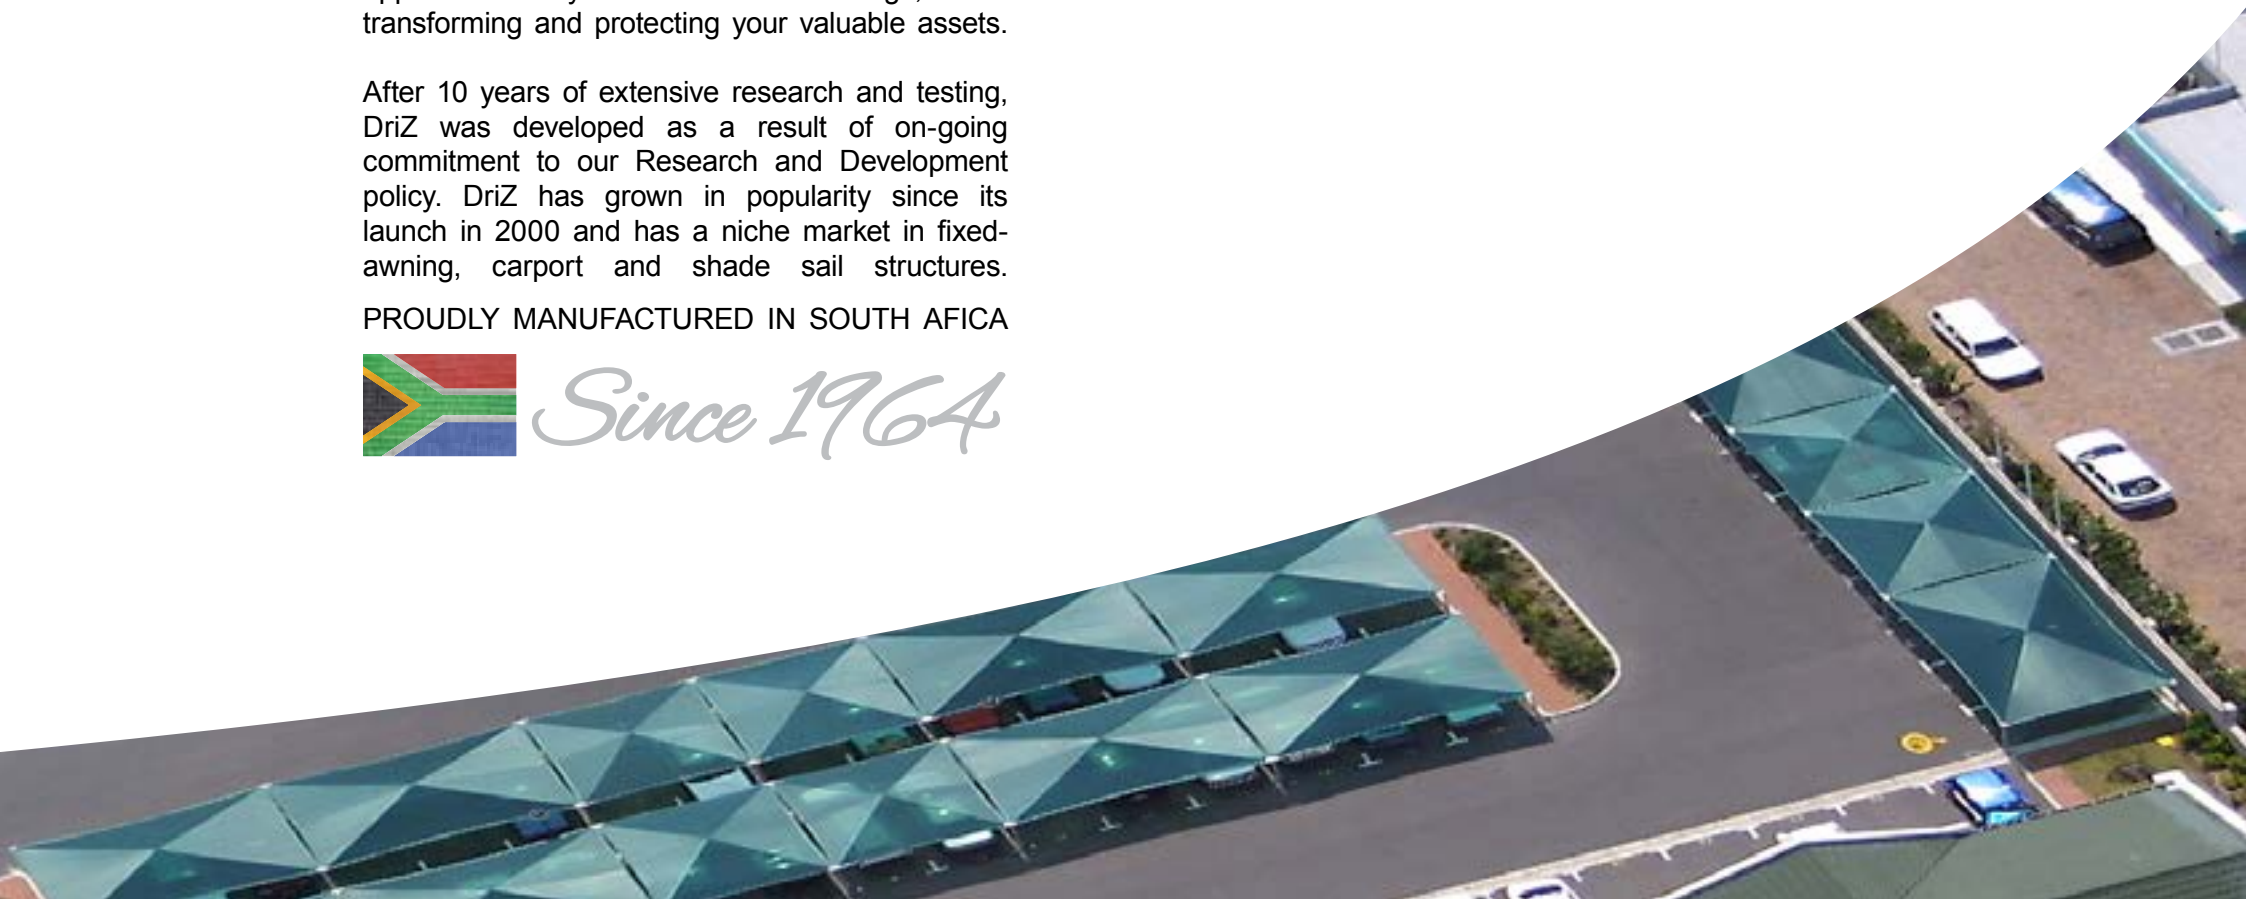 transforming and protecting your valuable assets.
After 10 years of extensive research and testing,
DriZ was developed as a result of on-going
commitment to our Research and Development
policy. DriZ has grown in popularity since its
launch in 2000 and has a niche market in fixed-
awning, carport and shade sail structures.
PROUDLY MANUFACTURED IN SOUTH AFICA
Since 1964